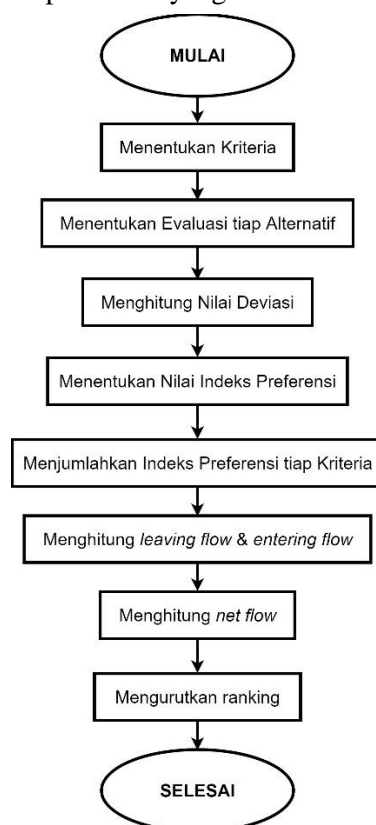 MULAI
Menentukan Kriteria
Menentukan Evaluasi tiap Alternatif
Menghitung Nilai Deviasi
Menentukan Nilai Indeks Preferensi
Menjumlahkan Indeks Preferensi tiap Kriteria
Menghitung leaving flow & entering flow
Menghitung net flow
Mengurutkan ranking
SELESAI